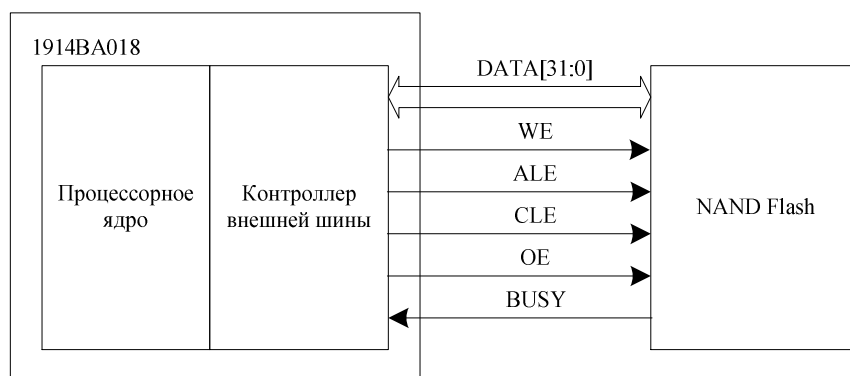 1914ВА018
DATA[31:0]
WE
ALE
Процессорное
ядро
Контроллер
внешней шины
CLE
NAND Flash
OE
BUSY